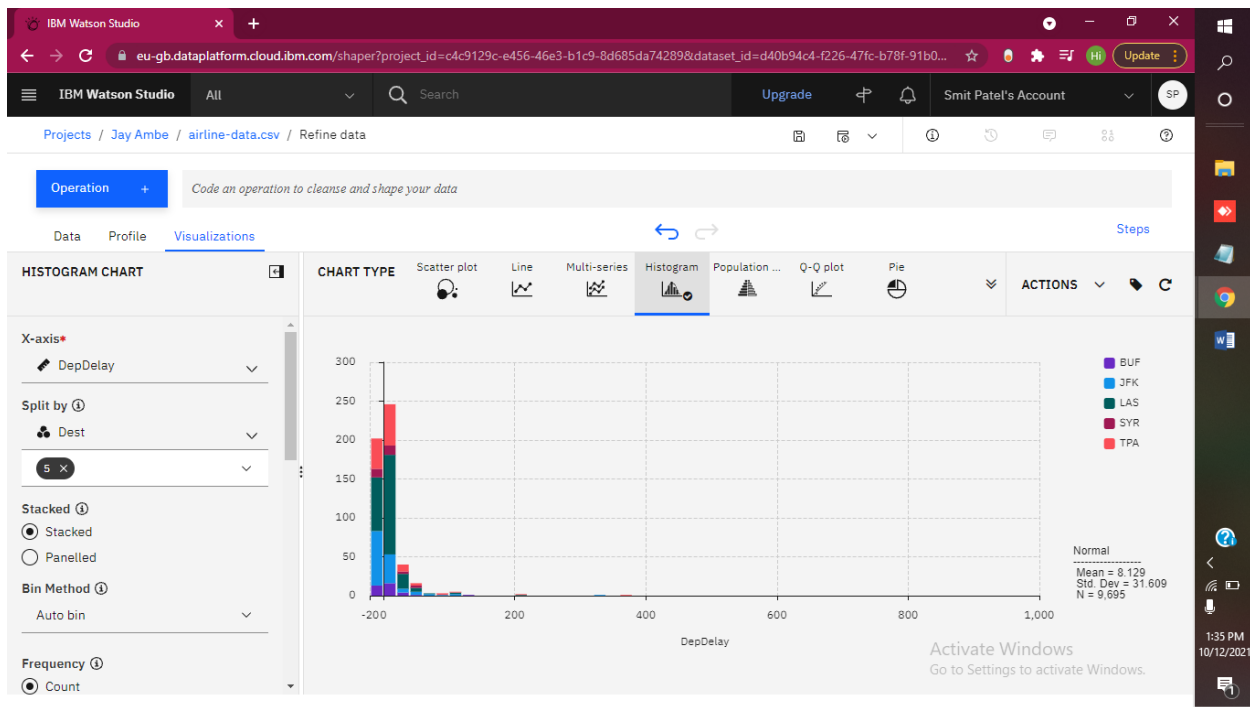 IBM Watson Studio
eu-gb.dataplatform.cloud.ibm.com/shaper?project_id=c4c9129c-e456-46e3-b1c9-8d685da74289&dataset_id=d40b94c4-f226-47fc-b78f-91b0...
Hi
Update
IBM Watson Studio
All
Search
Upgrade
Smit Patel's Account
SP
Projects / Jay Ambe / airline-data.csv / Refine data
Operation +
Code an operation to cleanse and shape your data
Data Profile Visualizations
Steps
HISTOGRAM CHART
CHART TYPE
Scatter plot Line Multi-series Histogram Population ... Q-Q plot Pie
ACTIONS
X-axis*
DepDelay
Split by
Dest
5 ×
Stacked
Stacked
Panelled
Bin Method
Auto bin
Frequency
Count
300
250
200
150
100
50
0
-200 200 400 600 800 1,000
DepDelay
BUF
JFK
LAS
SYR
TPA
Normal
Mean = 8.129
Std. Dev = 31.609
N = 9,695
Activate Windows
Go to Settings to activate Windows.
1:35 PM
10/12/2021
1